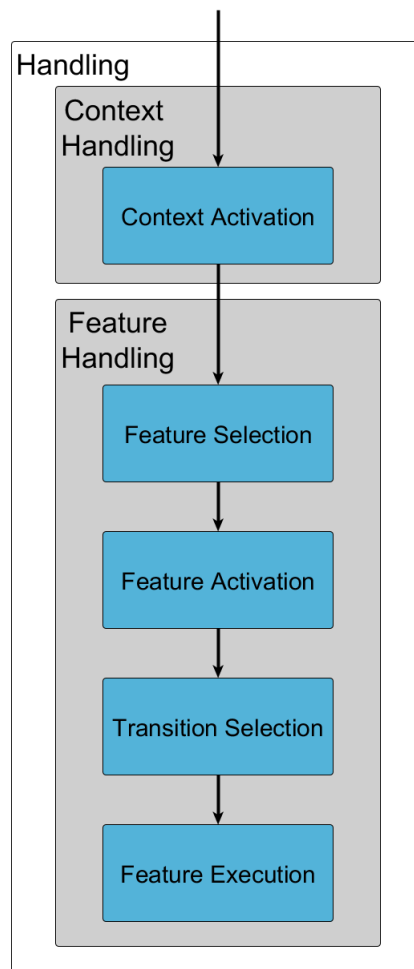 Handling
Context
Handling
Context Activation
Feature
Handling
Feature Selection
Feature Activation
Transition Selection
Feature Execution